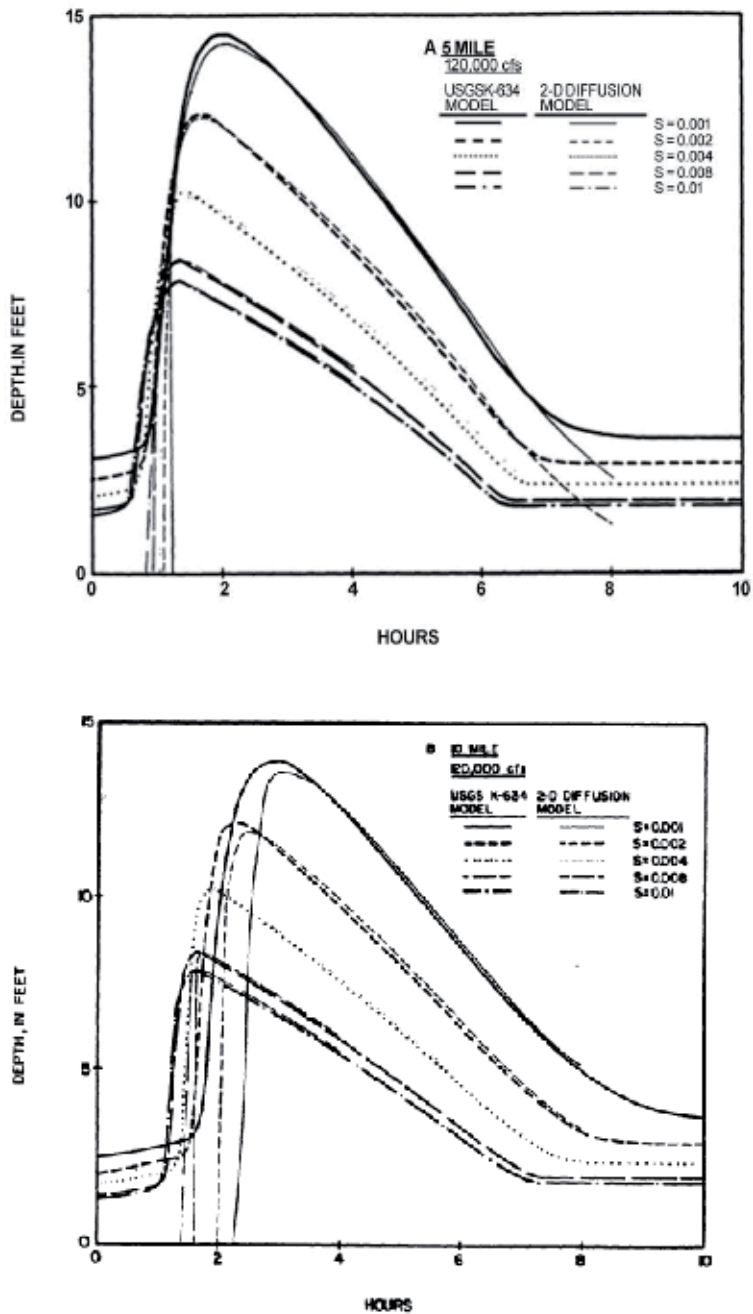 15
A 5 MILE
120,000 cfs
USGSK-634 2-D DIFFUSION
MODEL MODEL
S = 0.001
S = 0.002
S = 0.004
S = 0.008
S = 0.01
10
5
0
DEPTH.IN FEET
0 2 4 6 8 10
HOURS
15
B 10 MILE
120,000 cfs
USGS K-634 2-D DIFFUSION
MODEL MODEL
S=0.001
S=0.002
S=0.004
S=0.008
S=0.01
10
5
0
DEPTH, IN FEET
0 2 4 6 8 10
HOURS